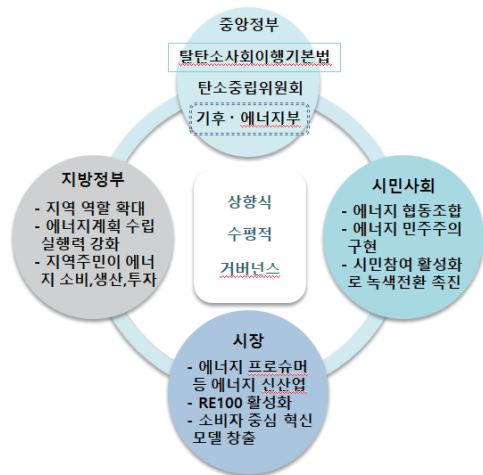 중앙정부
탈탄소사회이행기본법
탄소중립위원회
기후 · 에너지부
지방정부
- 지역 역할 확대
- 에너지계획 수립
실행력 강화
- 지역주민이 에너
지 소비,생산,투자
상향식
수평적
거버넌스
시민사회
- 에너지 협동조합
- 에너지 민주주의
구현
- 시민참여 활성화
로 녹색전환 촉진
시장
- 에너지 프로슈머
등 에너지 신산업
- RE100 활성화
- 소비자 중심 혁신
모델 창출